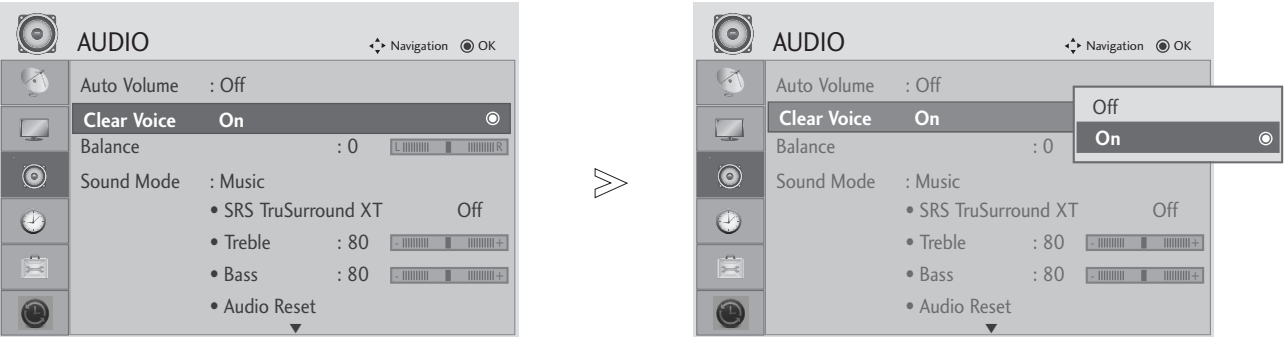 AUDIO
Navigation OK
Auto Volume : Off
Clear Voice On
Balance : 0 L R
Sound Mode : Music
• SRS TruSurround XT Off
• Treble : 80 - +
• Bass : 80 - +
• Audio Reset
AUDIO
Navigation OK
Auto Volume : Off
Clear Voice On
Balance : 0
Sound Mode : Music
• SRS TruSurround XT Off
• Treble : 80 - +
• Bass : 80 - +
• Audio Reset
Off
On